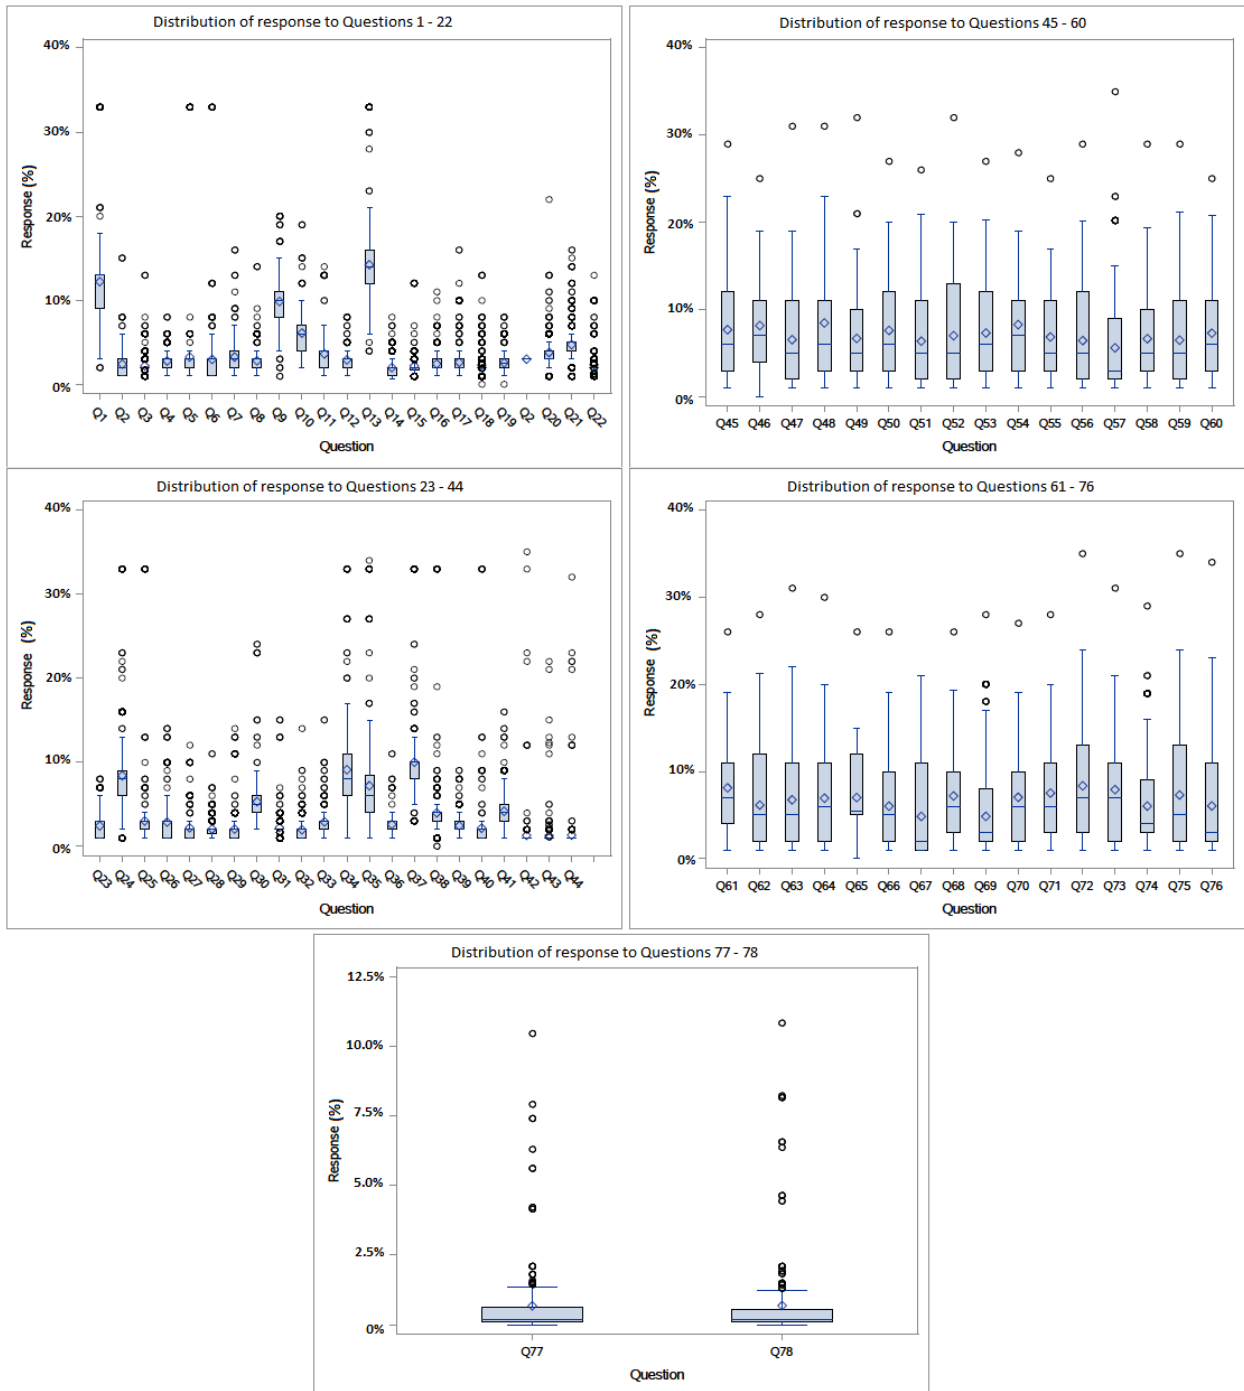 Distribution of response to Questions 1 - 22
40%
30%
20%
10%
0%
Response (%)
Q1 Q2 Q3 Q4 Q5 Q6 Q7 Q8 Q9 Q10 Q11 Q12 Q13 Q14 Q15 Q16 Q17 Q18 Q19 Q2 Q20 Q21 Q22
Question
Distribution of response to Questions 45 - 60
40%
30%
20%
10%
0%
Response (%)
Q45 Q46 Q47 Q48 Q49 Q50 Q51 Q52 Q53 Q54 Q55 Q56 Q57 Q58 Q59 Q60
Question
Distribution of response to Questions 23 - 44
40%
30%
20%
10%
0%
Response (%)
Q23 Q24 Q25 Q26 Q27 Q28 Q29 Q30 Q31 Q32 Q33 Q34 Q35 Q36 Q37 Q38 Q39 Q40 Q41 Q42 Q43 Q44
Question
Distribution of response to Questions 61 - 76
40%
30%
20%
10%
0%
Response (%)
Q61 Q62 Q63 Q64 Q65 Q66 Q67 Q68 Q69 Q70 Q71 Q72 Q73 Q74 Q75 Q76
Question
Distribution of response to Questions 77 - 78
12.5%
10.0%
7.5%
5.0%
2.5%
0%
Response (%)
Q77 Q78
Question